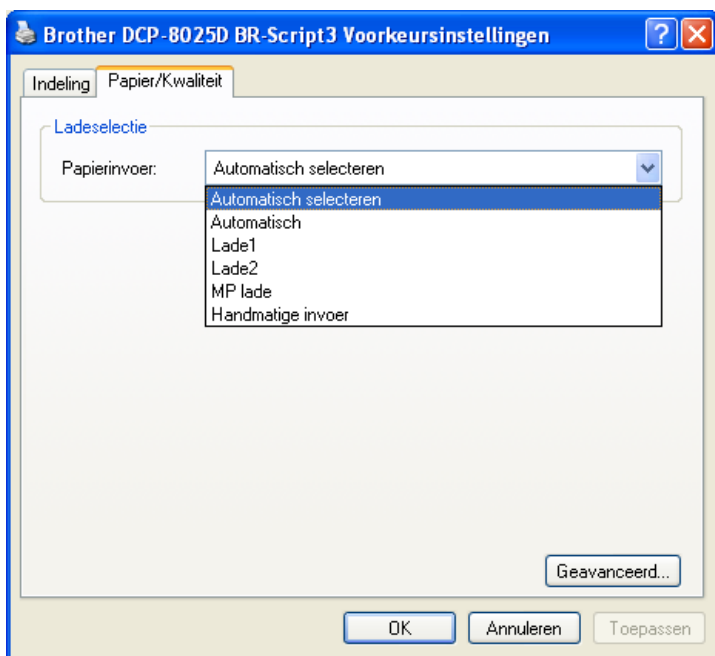 Brother DCP-8025D BR-Script3 Voorkeursinstellingen
Indeling Papier/Kwaliteit
Ladeselectie
Papierinvoer: Automatisch selecteren
Automatisch selecteren
Automatisch
Lade1
Lade2
MP lade
Handmatige invoer
Geavanceerd...
OK Annuleren Toepassen